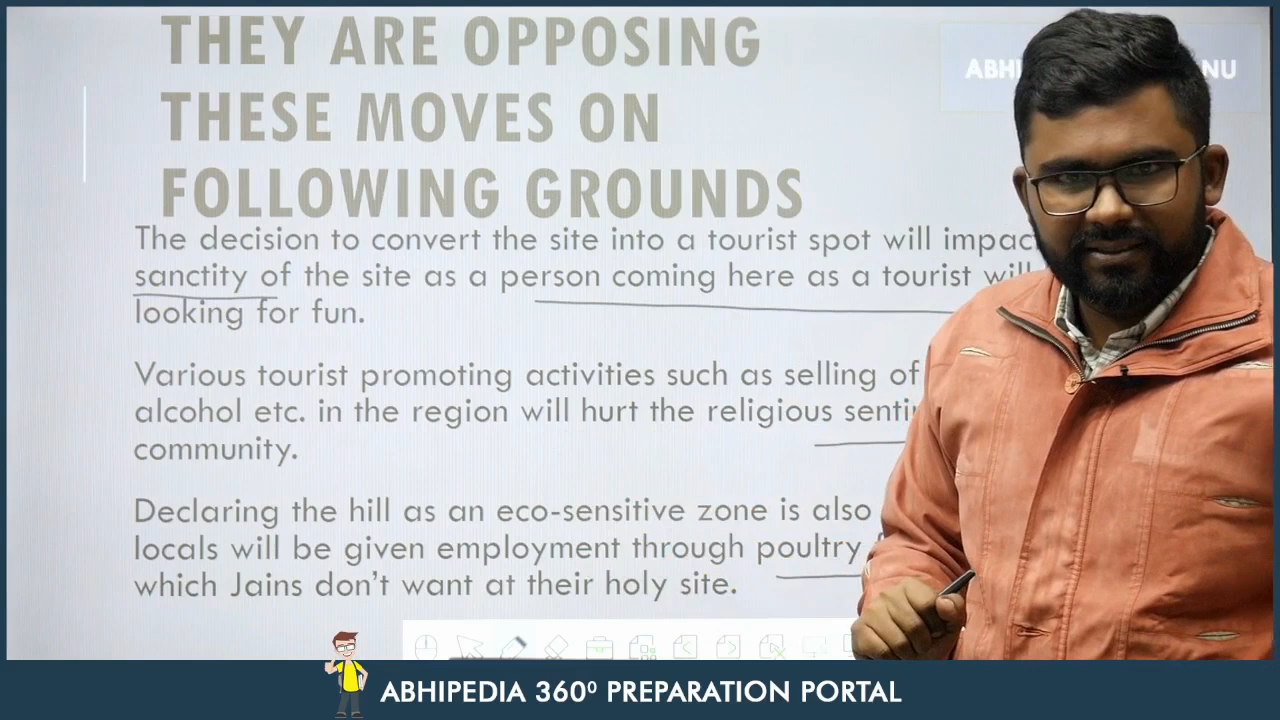 THEY ARE OPPOSING
THESE MOVES ON
FOLLOWING GROUNDS
ABHI NU
The decision to convert the site into a tourist spot will impact
sanctity of the site as a person coming here as a tourist will
looking for fun.
Various tourist promoting activities such as selling of
alcohol etc. in the region will hurt the religious
community.
Declaring the hill as an eco-sensitive zone is also
locals will be given employment through poultry
which Jains don't want at their holy site.
ABHIPEDIA 360⁰ PREPARATION PORTAL